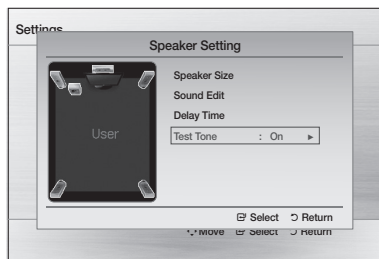 Settings
Speaker Setting
Speaker Size
Sound Edit
Delay Time
Test Tone : On ►
User
Select Return
Move Select Return